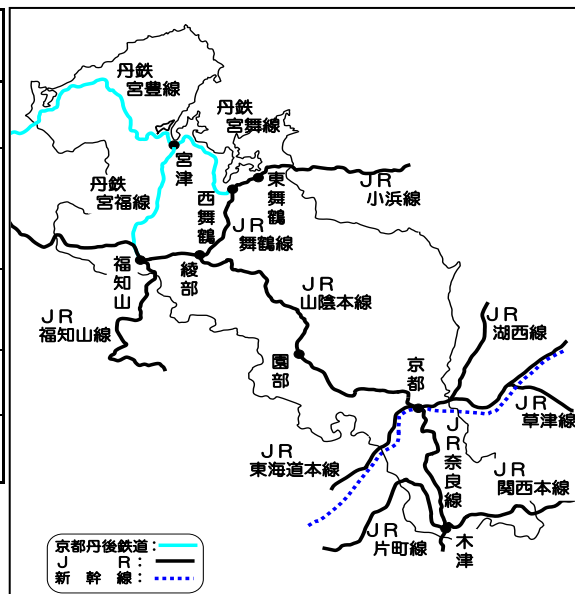 丹鉄
宮豊線
丹鉄
宮舞線
宮津
丹鉄
宮福線
西舞鶴
東舞鶴
ＪＲ
小浜線
ＪＲ
舞鶴線
福知山
綾部
ＪＲ
山陰本線
ＪＲ
福知山線
園部
京都
ＪＲ
湖西線
ＪＲ
草津線
ＪＲ
東海道本線
ＪＲ奈良線
ＪＲ
関西本線
ＪＲ
片町線
木津
京都丹後鉄道：
Ｊ　　　Ｒ：
新　幹　線：